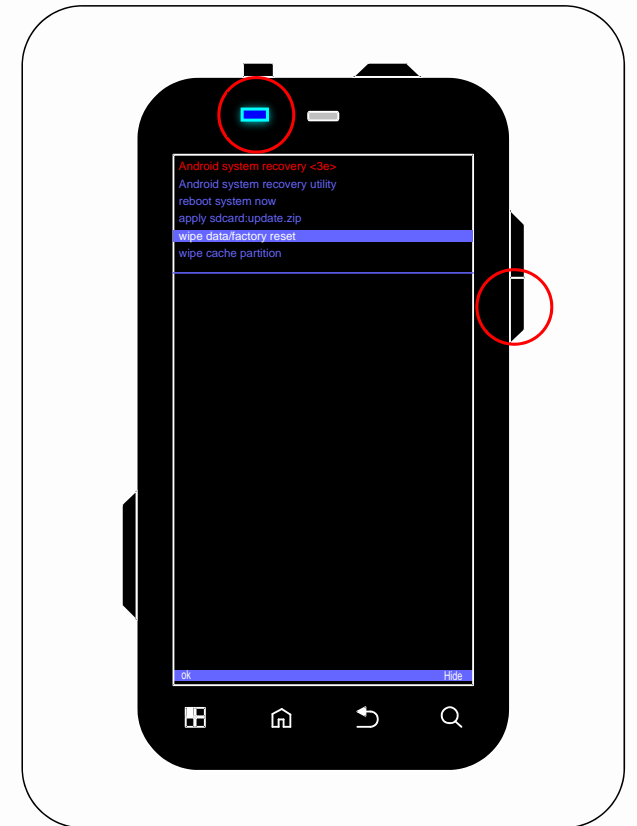 Android system recovery <3e>
Android system recovery utility
reboot system now
apply sdcard:update.zip
wipe data/factory reset
wipe cache partition
ok Hide